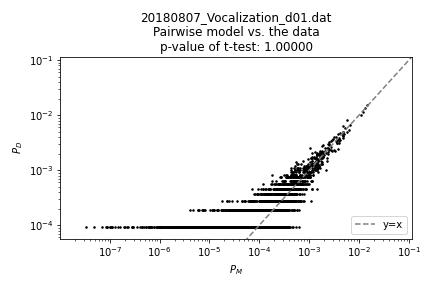 20180807_Vocalization_d01.dat
Pairwise model vs. the data
p-value of t-test: 1.00000
10⁻¹
10⁻²
10⁻³
10⁻⁴
P_D
y=x
10⁻⁷ 10⁻⁶ 10⁻⁵ 10⁻⁴ 10⁻³ 10⁻² 10⁻¹
P_M